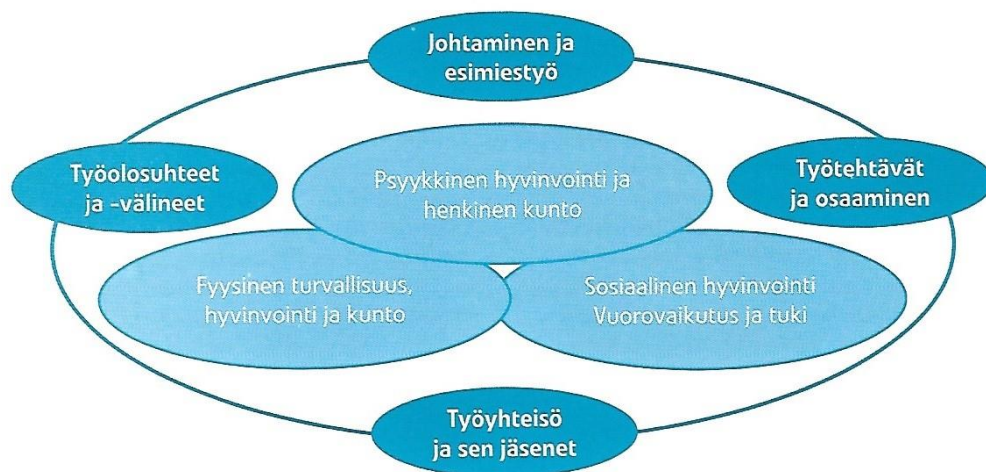 Johtaminen ja
esimiestyö
Työolosuhteet
ja -välineet
Psyykkinen hyvinvointi ja
henkinen kunto
Työtehtävät
ja osaaminen
Fyysinen turvallisuus,
hyvinvointi ja kunto
Sosiaalinen hyvinvointi
Vuorovaikutus ja tuki
Työyhteisö
ja sen jäsenet